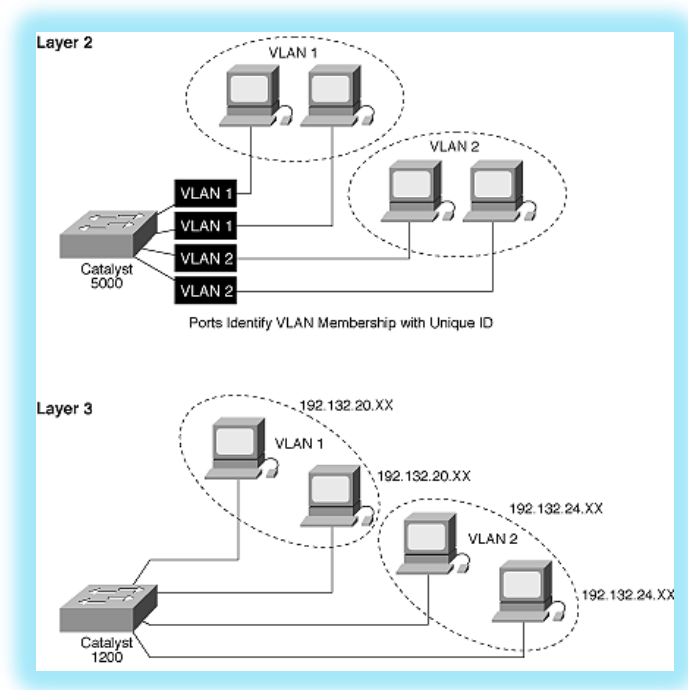 Layer 2
VLAN 1
VLAN 2
VLAN 1
VLAN 1
VLAN 2
VLAN 2
Catalyst
5000
Ports Identify VLAN Membership with Unique ID
Layer 3
192.132.20.XX
VLAN 1
192.132.20.XX
192.132.24.XX
VLAN 2
192.132.24.XX
Catalyst
1200